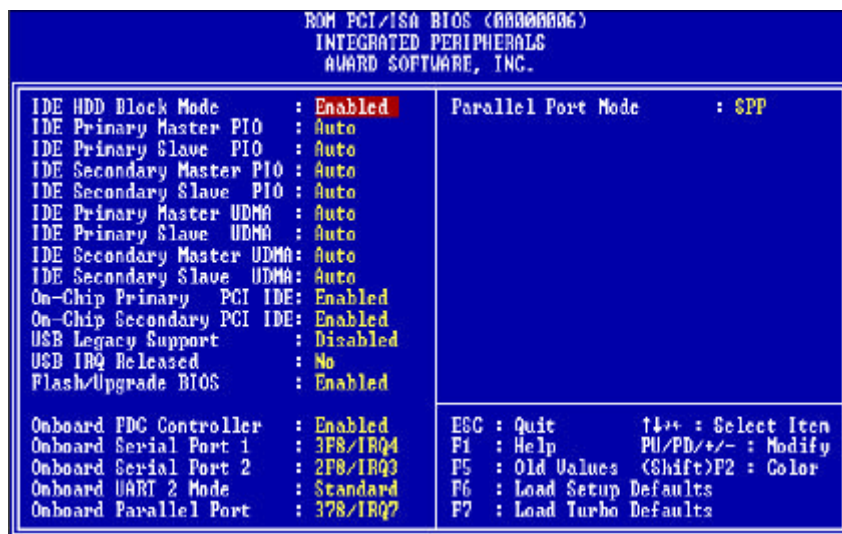 ROM PCI/ISA BIOS (00000006)
INTEGRATED PERIPHERALS
AWARD SOFTWARE, INC.
IDE HDD Block Mode : Enabled
IDE Primary Master PIO : Auto
IDE Primary Slave PIO : Auto
IDE Secondary Master PIO : Auto
IDE Secondary Slave PIO : Auto
IDE Primary Master UDMA : Auto
IDE Primary Slave UDMA : Auto
IDE Secondary Master UDMA: Auto
IDE Secondary Slave UDMA: Auto
On-Chip Primary PCI IDE: Enabled
On-Chip Secondary PCI IDE: Enabled
USB Legacy Support : Disabled
USB IRQ Released : No
Flash/Upgrade BIOS : Enabled
Onboard FDC Controller : Enabled
Onboard Serial Port 1 : 3F8/IRQ4
Onboard Serial Port 2 : 2F8/IRQ3
Onboard UART 2 Mode : Standard
Onboard Parallel Port : 378/IRQ7
Parallel Port Mode : SPP
ESC : Quit ↑↓→← : Select Item
F1 : Help PU/PD/+/- : Modify
F5 : Old Values (Shift)F2 : Color
F6 : Load Setup Defaults
F7 : Load Turbo Defaults